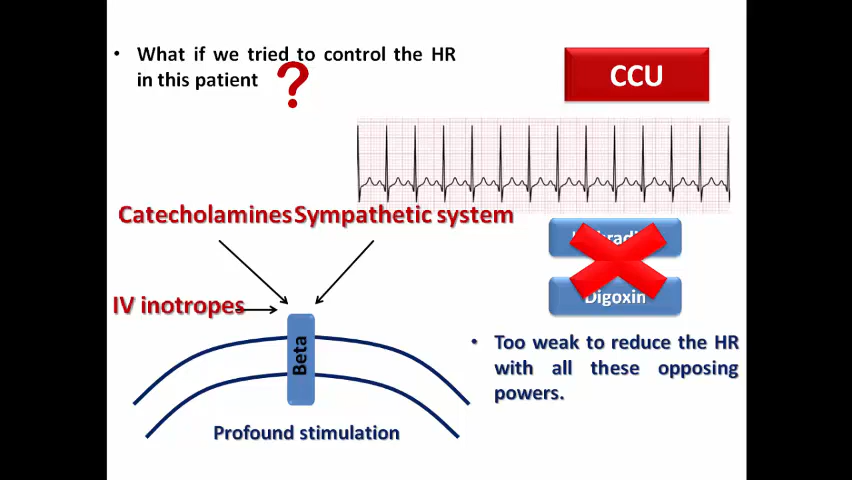 • What if we tried to control the HR
in this patient ?
CCU
Catecholamines Sympathetic system
IV inotropes
Beta
Digoxin
• Too weak to reduce the HR
with all these opposing
powers.
Profound stimulation